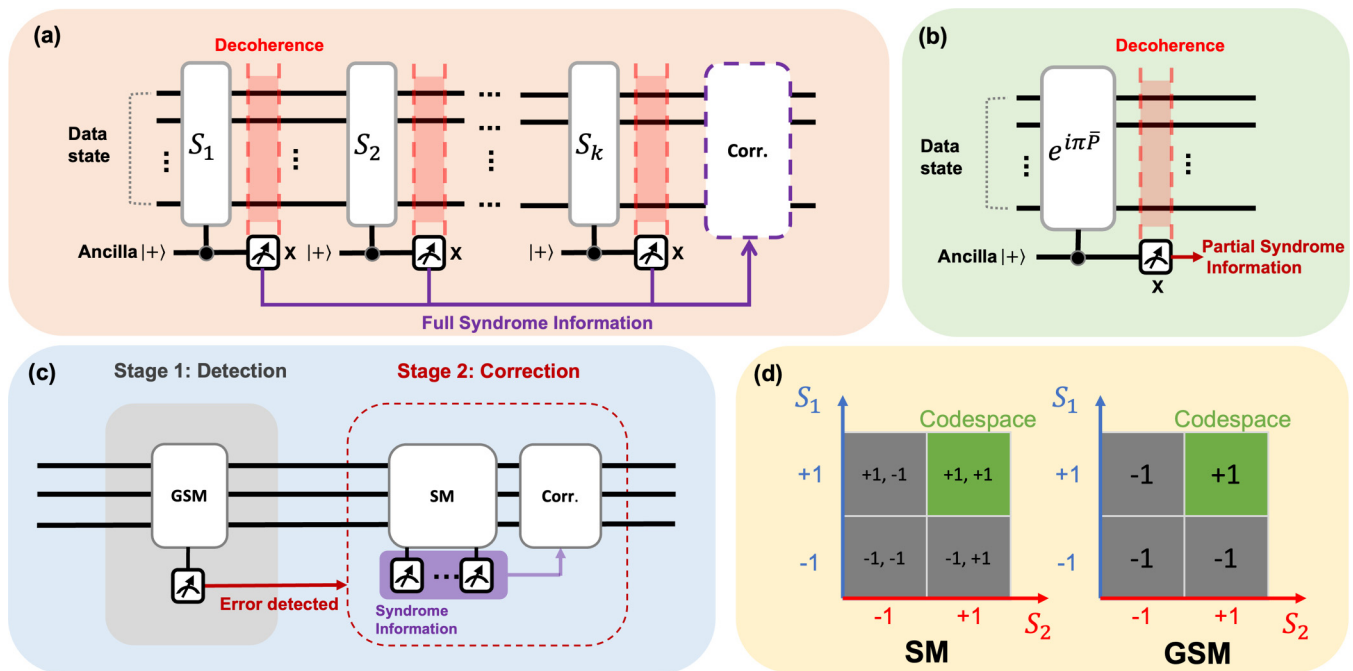 (a)
Decoherence
Data
state
⋮
S₁
⋮
S₂
⋮
...
...
...
Sₖ
Corr.
Ancilla |+⟩
X
|+⟩
X
|+⟩
X
Full Syndrome Information
(b)
Decoherence
Data
state
⋮
e^{iπP̄}
⋮
Ancilla |+⟩
X
Partial Syndrome
Information
(c)
Stage 1: Detection
Stage 2: Correction
GSM
SM
Corr.
...
Error detected
Syndrome
Information
(d)
S₁
Codespace
+1
+1, -1
+1, +1
-1
-1, -1
-1, +1
-1
+1
S₂
SM
S₁
Codespace
+1
-1
+1
-1
-1
-1
-1
+1
S₂
GSM